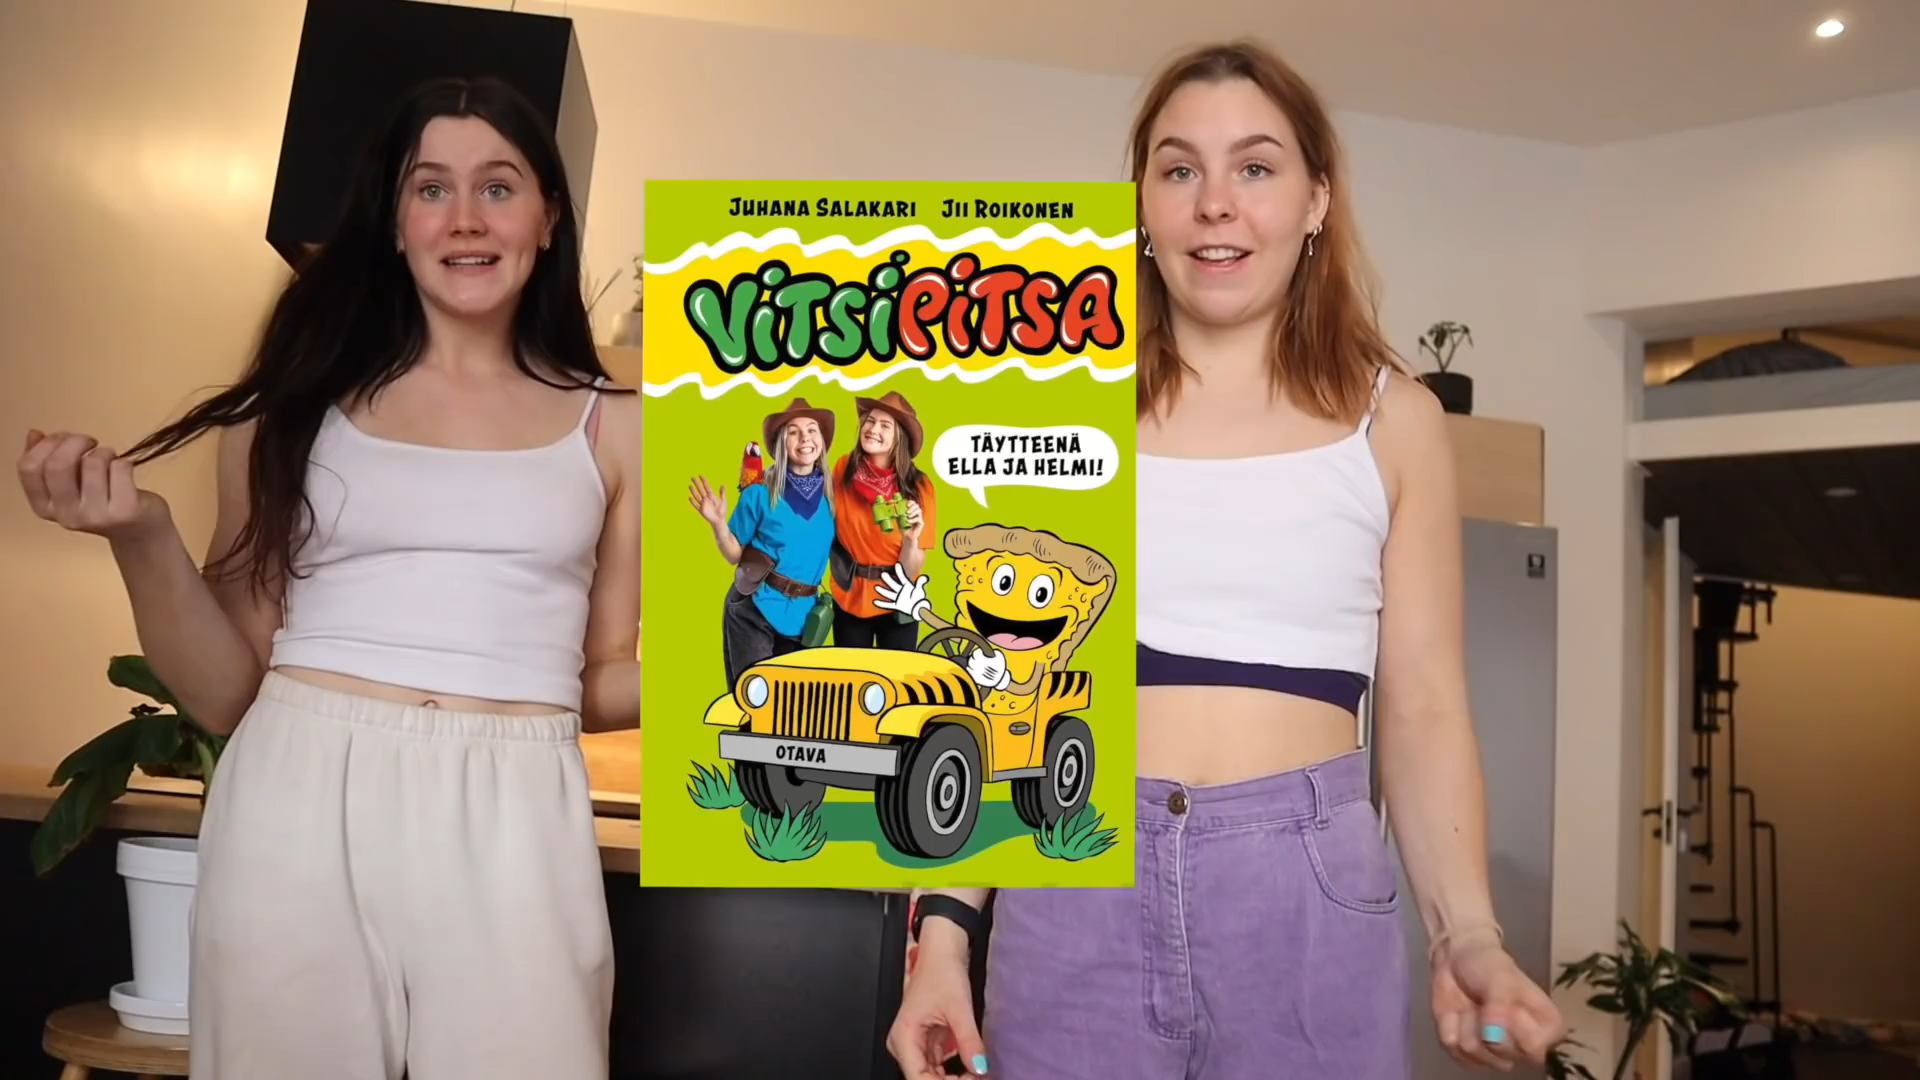 JUHANA SALAKARI JII ROIKONEN
VITSIPITSA
TÄYTTEENÄ
ELLA JA HELMI!
OTAVA